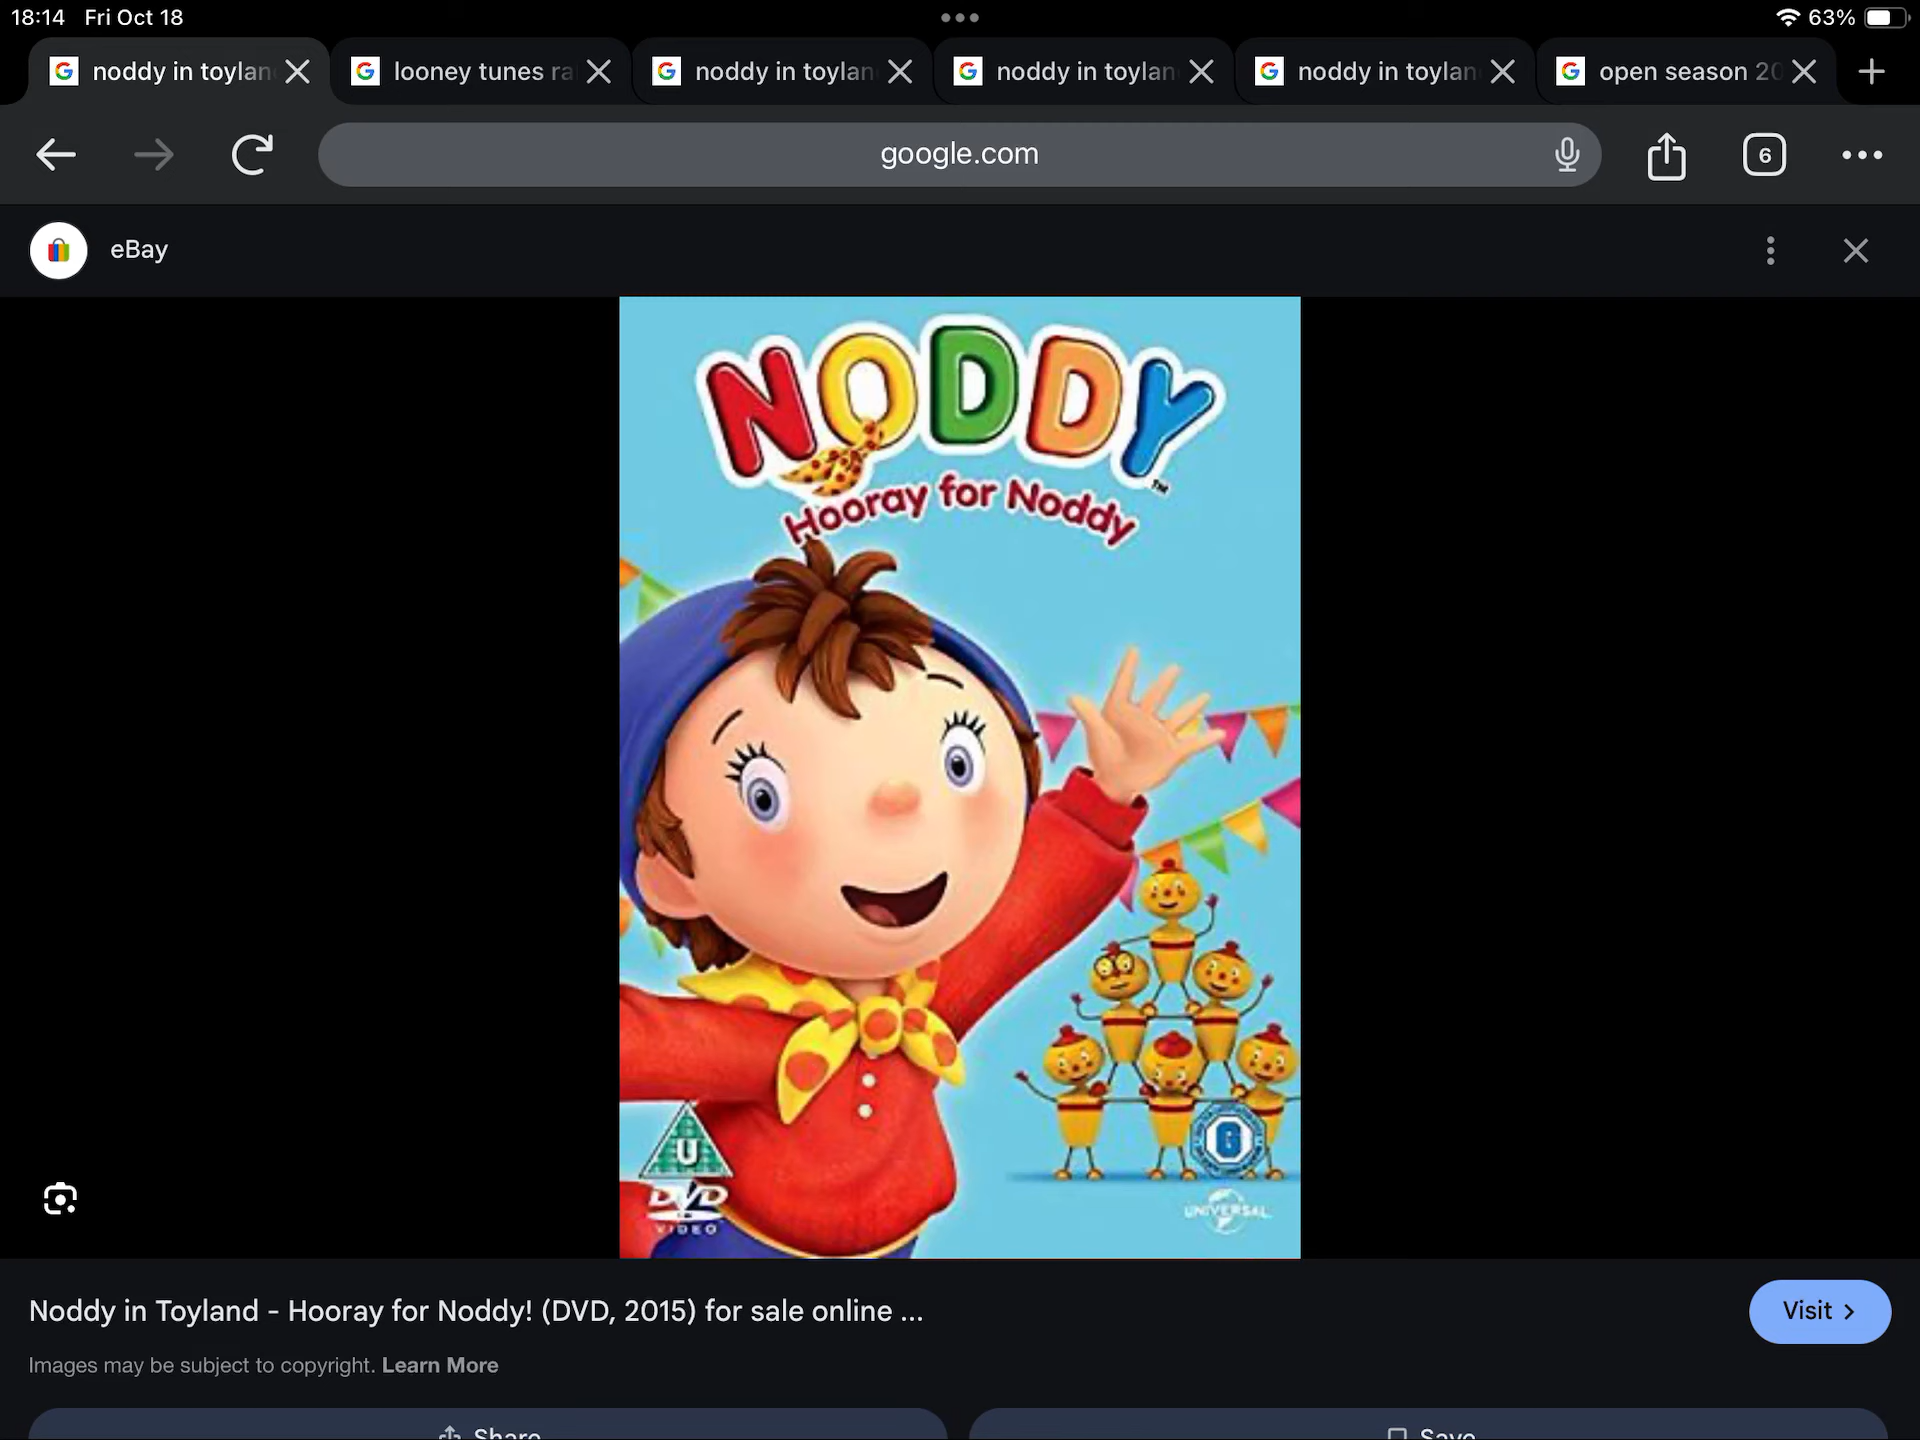 18:14 Fri Oct 18
63%
noddy in toylan
looney tunes ra
noddy in toylan
noddy in toylan
noddy in toylan
open season 20
google.com
6
eBay
NODDY
TM
Hooray for Noddy
U
DVD
VIDEO
G
UNIVERSAL
Noddy in Toyland - Hooray for Noddy! (DVD, 2015) for sale online ...
Visit
Images may be subject to copyright. Learn More
Share
Save